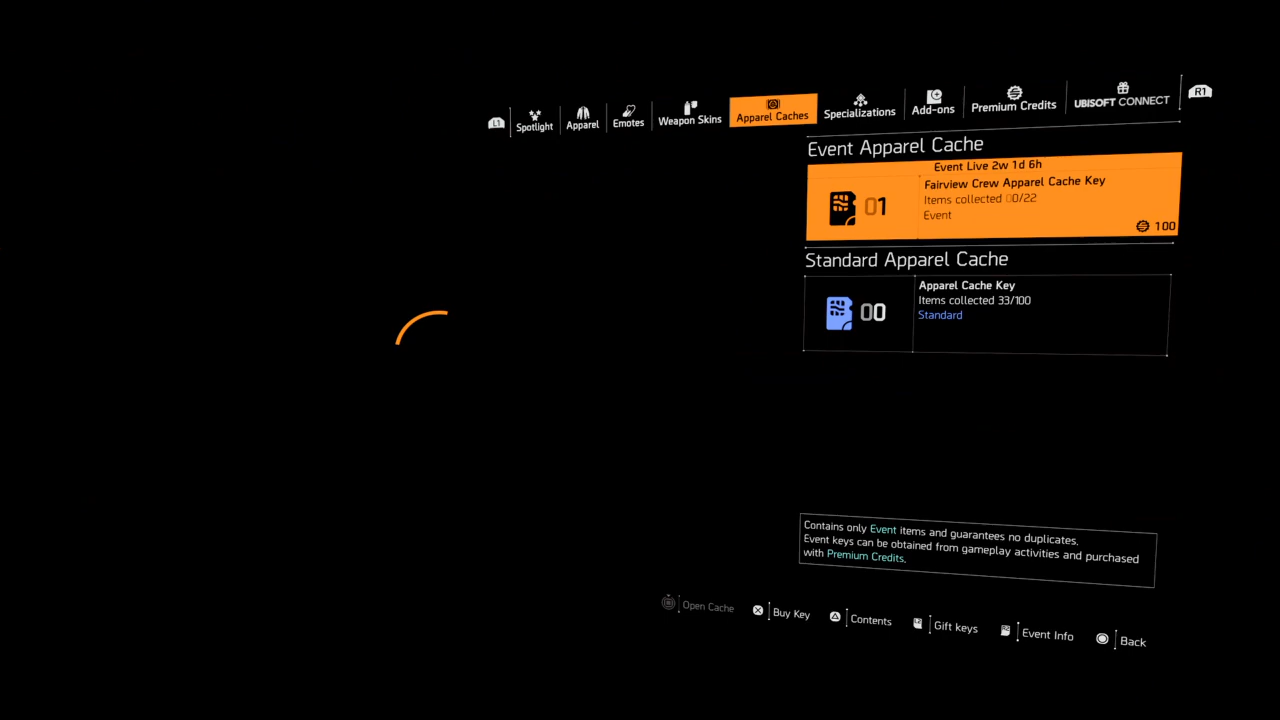 L1
Spotlight
Apparel
Emotes
Weapon Skins
Apparel Caches
Specializations
Add-ons
Premium Credits
UBISOFT CONNECT
R1
Event Apparel Cache
Event Live 2w 1d 6h
01
Fairview Crew Apparel Cache Key
Items collected 00/22
Event
100
Standard Apparel Cache
00
Apparel Cache Key
Items collected 33/100
Standard
Contains only Event items and guarantees no duplicates.
Event keys can be obtained from gameplay activities and purchased
with Premium Credits.
Open Cache
Buy Key
Contents
Gift keys
Event Info
Back